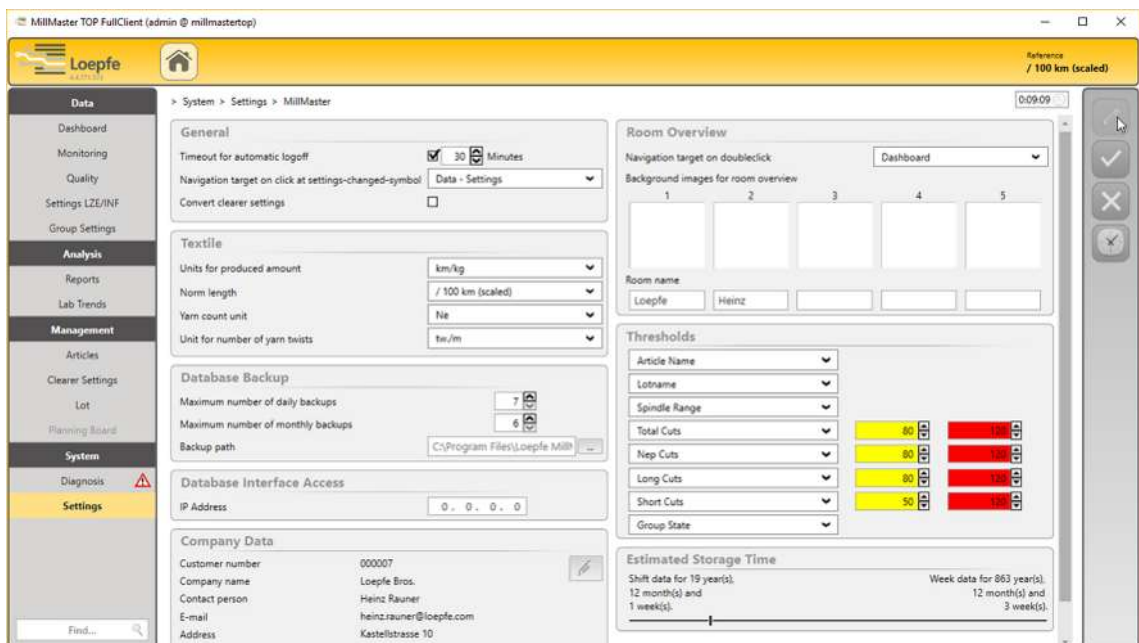 MillMaster TOP FullClient (admin @ millmastertop)
Loepfe
Reference
/ 100 km (scaled)
Data
Dashboard
Monitoring
Quality
Settings LZE/INF
Group Settings
Analysis
Reports
Lab Trends
Management
Articles
Clearer Settings
Lot
Planning Board
System
Diagnosis
Settings
Find...
> System > Settings > MillMaster
0:09:09
General
Timeout for automatic logoff 30 Minutes
Navigation target on click at settings-changed-symbol Data - Settings
Convert clearer settings
Textile
Units for produced amount km/kg
Norm length / 100 km (scaled)
Yarn count unit Ne
Unit for number of yarn twists tw./m
Database Backup
Maximum number of daily backups 7
Maximum number of monthly backups 6
Backup path C:\Program Files\Loepfe Mill ...
Database Interface Access
IP Address 0 . 0 . 0 . 0
Company Data
Customer number 000007
Company name Loepfe Bros.
Contact person Heinz Rauner
E-mail heinz.rauner@loepfe.com
Address Kastellstrasse 10
Room Overview
Navigation target on doubleclick Dashboard
Background images for room overview
1 2 3 4 5
Room name
Loepfe Heinz
Thresholds
Article Name
Lotname
Spindle Range
Total Cuts 80 120
Nep Cuts 80 120
Long Cuts 80 120
Short Cuts 50 120
Group State
Estimated Storage Time
Shift data for 19 year(s), Week data for 863 year(s),
12 month(s) and 12 month(s) and
1 week(s). 3 week(s).